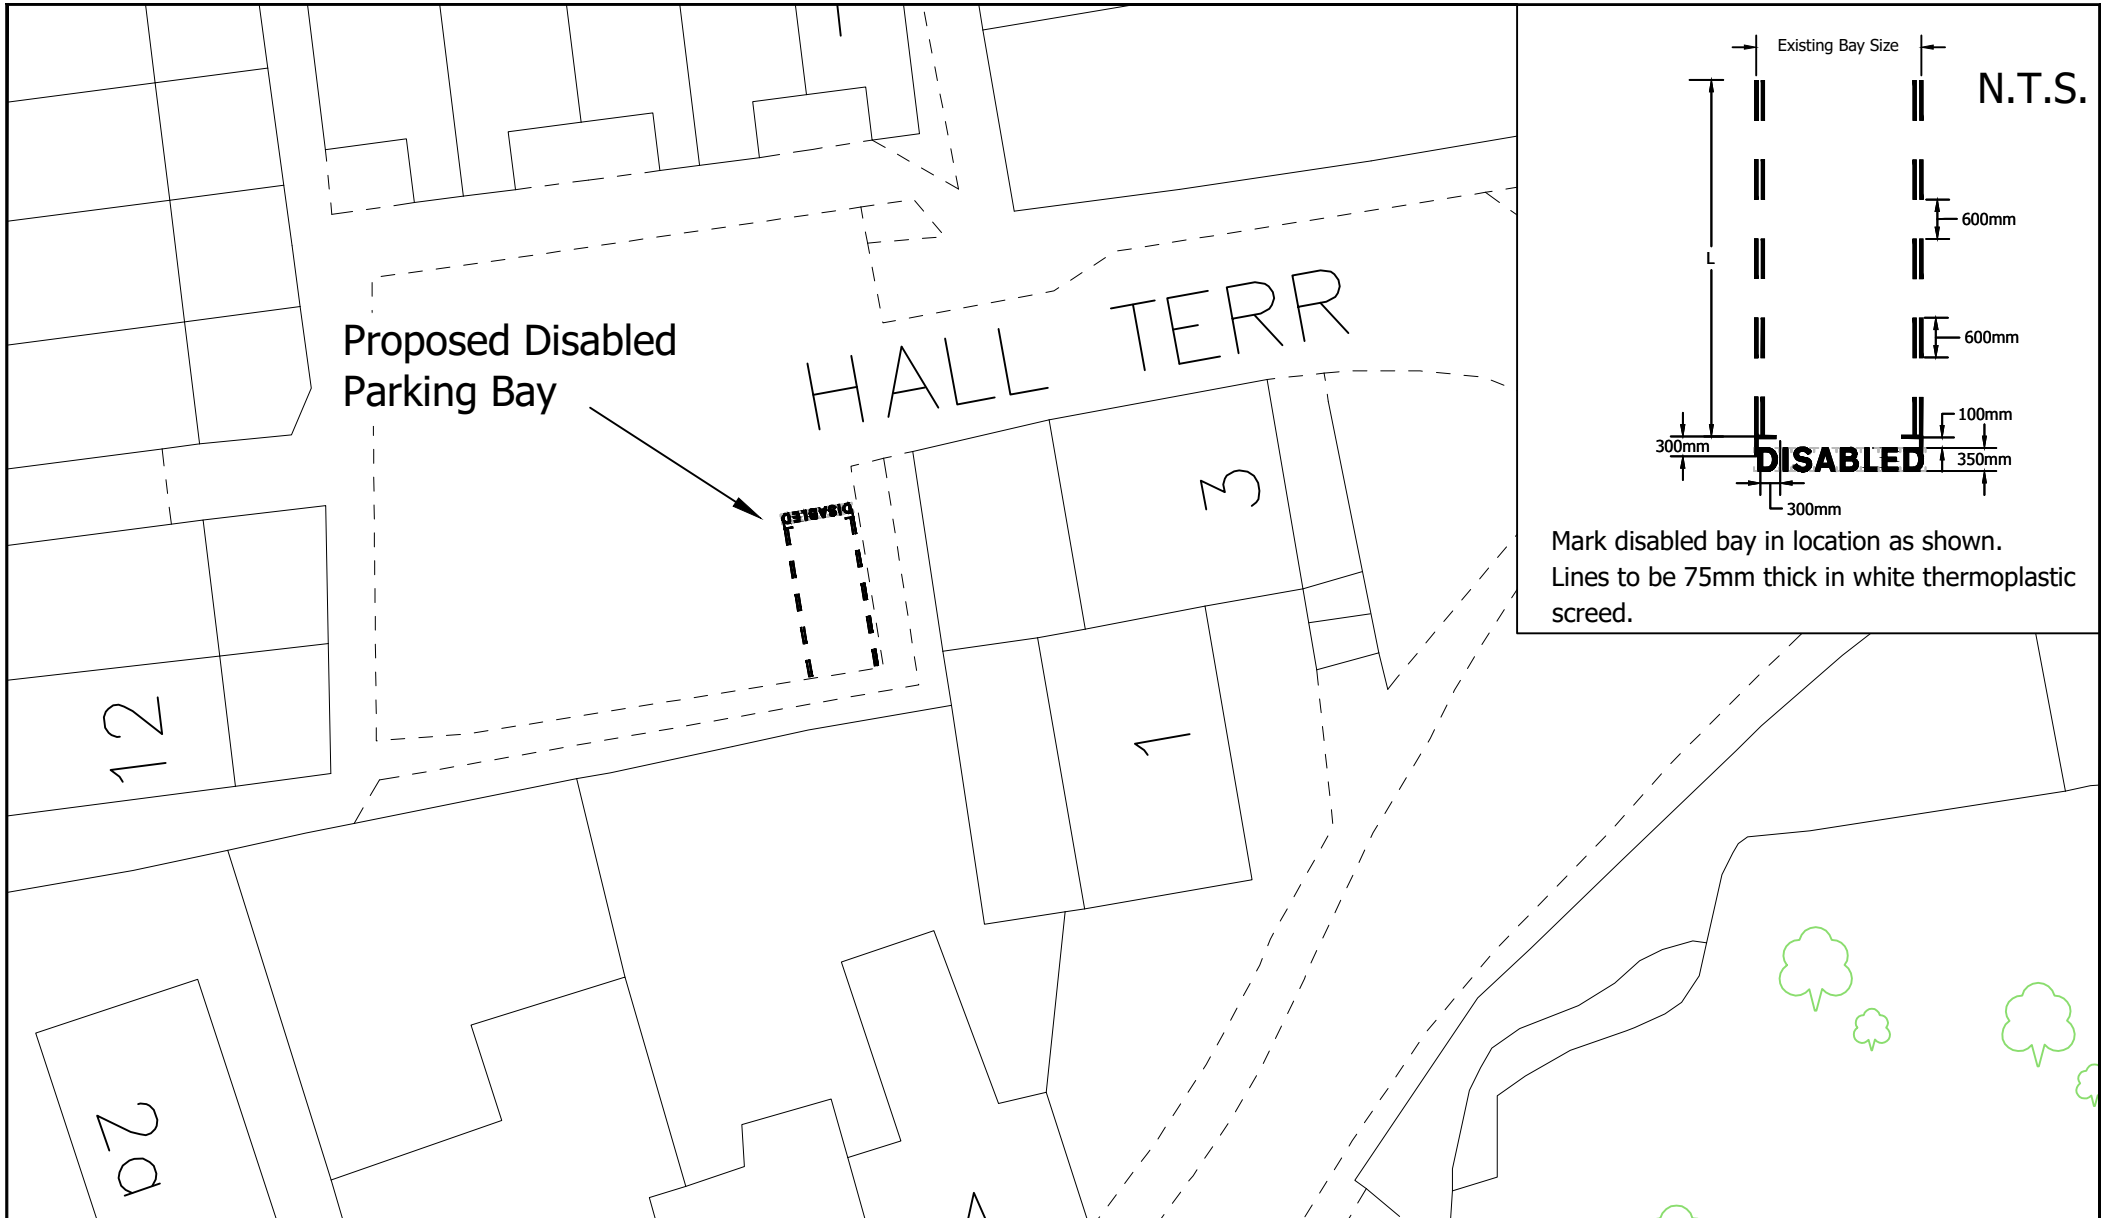 Existing Bay Size
N.T.S.
600mm
L
600mm
100mm
300mm
DISABLED
350mm
300mm
Mark disabled bay in location as shown.
Lines to be 75mm thick in white thermoplastic
screed.
Proposed Disabled
Parking Bay
HALL TERR
DISABLED
3
12
1
2a